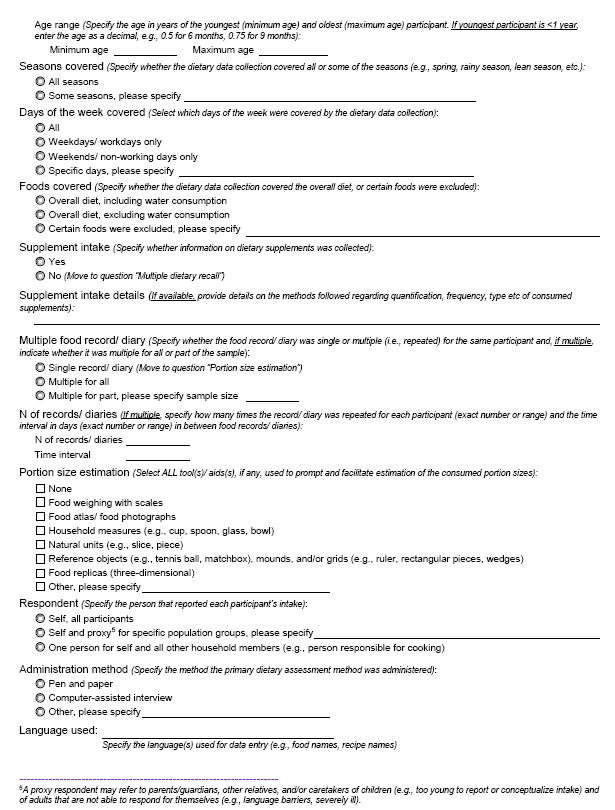 Age range (Specify the age in years of the youngest (minimum age) and oldest (maximum age) participant. If youngest participant is <1 year,
enter the age as a decimal, e.g., 0.5 for 6 months, 0.75 for 9 months):
Minimum age Maximum age
Seasons covered (Specify whether the dietary data collection covered all or some of the seasons (e.g., spring, rainy season, lean season, etc.):
All seasons
Some seasons, please specify
Days of the week covered (Select which days of the week were covered by the dietary data collection):
All
Weekdays/ workdays only
Weekends/ non-working days only
Specific days, please specify
Foods covered (Specify whether the dietary data collection covered the overall diet, or certain foods were excluded):
Overall diet, including water consumption
Overall diet, excluding water consumption
Certain foods were excluded, please specify
Supplement intake (Specify whether information on dietary supplements was collected):
Yes
No (Move to question "Multiple dietary recall")
Supplement intake details (If available, provide details on the methods followed regarding quantification, frequency, type etc of consumed
supplements):
Multiple food record/ diary (Specify whether the food record/ diary was single or multiple (i.e., repeated) for the same participant and, if multiple,
indicate whether it was multiple for all or part of the sample):
Single record/ diary (Move to question "Portion size estimation")
Multiple for all
Multiple for part, please specify sample size
N of records/ diaries (If multiple, specify how many times the record/ diary was repeated for each participant (exact number or range) and the time
interval in days (exact number or range) in between food records/ diaries):
N of records/ diaries
Time interval
Portion size estimation (Select ALL tool(s)/ aids(s), if any, used to prompt and facilitate estimation of the consumed portion sizes):
None
Food weighing with scales
Food atlas/ food photographs
Household measures (e.g., cup, spoon, glass, bowl)
Natural units (e.g., slice, piece)
Reference objects (e.g., tennis ball, matchbox), mounds, and/or grids (e.g., ruler, rectangular pieces, wedges)
Food replicas (three-dimensional)
Other, please specify
Respondent (Specify the person that reported each participant's intake):
Self, all participants
Self and proxy⁵ for specific population groups, please specify
One person for self and all other household members (e.g., person responsible for cooking)
Administration method (Specify the method the primary dietary assessment method was administered):
Pen and paper
Computer-assisted interview
Other, please specify
Language used:
Specify the language(s) used for data entry (e.g., food names, recipe names)
⁵A proxy respondent may refer to parents/guardians, other relatives, and/or caretakers of children (e.g., too young to report or conceptualize intake) and
of adults that are not able to respond for themselves (e.g., language barriers, severely ill).